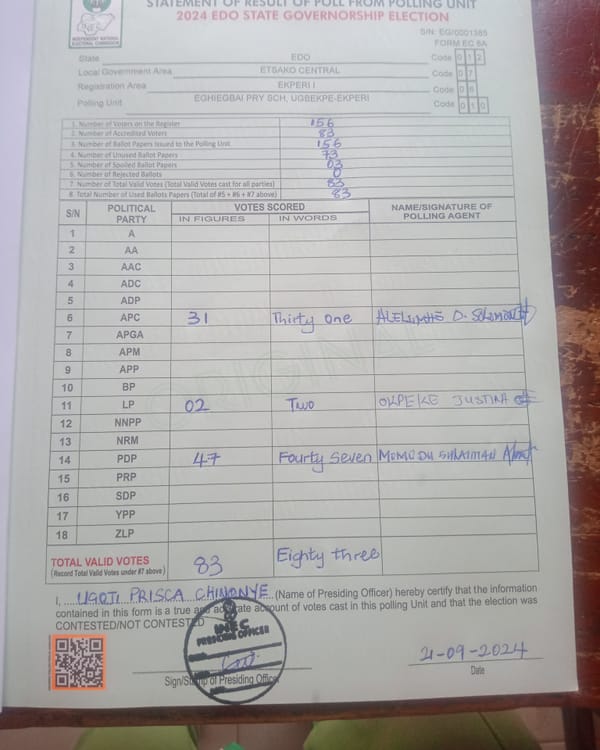 STATEMENT OF RESULT OF POLL FROM POLLING UNIT
2024 EDO STATE GOVERNORSHIP ELECTION
INEC
INDEPENDENT NATIONAL ELECTORAL COMMISSION
S/N: EG/0001385
FORM EC 8A
State EDO Code 0 1 2
Local Government Area ETSAKO CENTRAL Code 0 7
Registration Area EKPERI I Code 0 6
Polling Unit EGHIEGBAI PRY SCH, UGBEKPE-EKPERI Code 0 1 0
1. Number of Voters on the Register 156
2. Number of Accredited Voters 83
3. Number of Ballot Papers Issued to the Polling Unit 156
4. Number of Unused Ballot Papers 73
5. Number of Spoiled Ballot Papers 03
6. Number of Rejected Ballots 0
7. Number of Total Valid Votes (Total Valid Votes cast for all parties) 83
8. Total Number of Used Ballots Papers (Total of #5 + #6 + #7 above) 83
S/N POLITICAL PARTY VOTES SCORED NAME/SIGNATURE OF POLLING AGENT
IN FIGURES IN WORDS
1 A
2 AA
3 AAC
4 ADC
5 ADP
6 APC 31 Thirty one D. Solomon
7 APGA
8 APM
9 APP
10 BP
11 LP 02 Two OKPEKE JUSTINA
12 NNPP
13 NRM
14 PDP 47 Fourty Seven MOMODU SULAIMAN
15 PRP
16 SDP
17 YPP
18 ZLP
TOTAL VALID VOTES 83 Eighty three
(Record Total Valid Votes under #7 above)
I, UGOTI PRISCA CHINONYE (Name of Presiding Officer) hereby certify that the information
contained in this form is a true and accurate account of votes cast in this polling Unit and that the election was
CONTESTED/NOT CONTESTED
INEC
PRESIDING OFFICER
21-09-2024
Sign/Stamp of Presiding Officer
Date